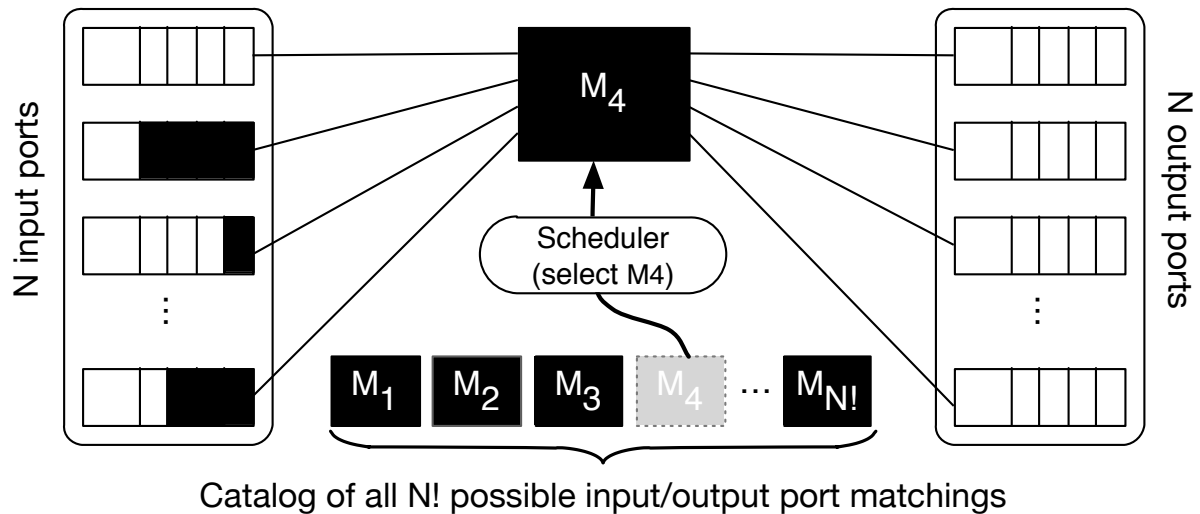 N input ports
M4
N output ports
Scheduler
(select M4)
⋮
⋮
M1 M2 M3 M4 ... MN!
Catalog of all N! possible input/output port matchings